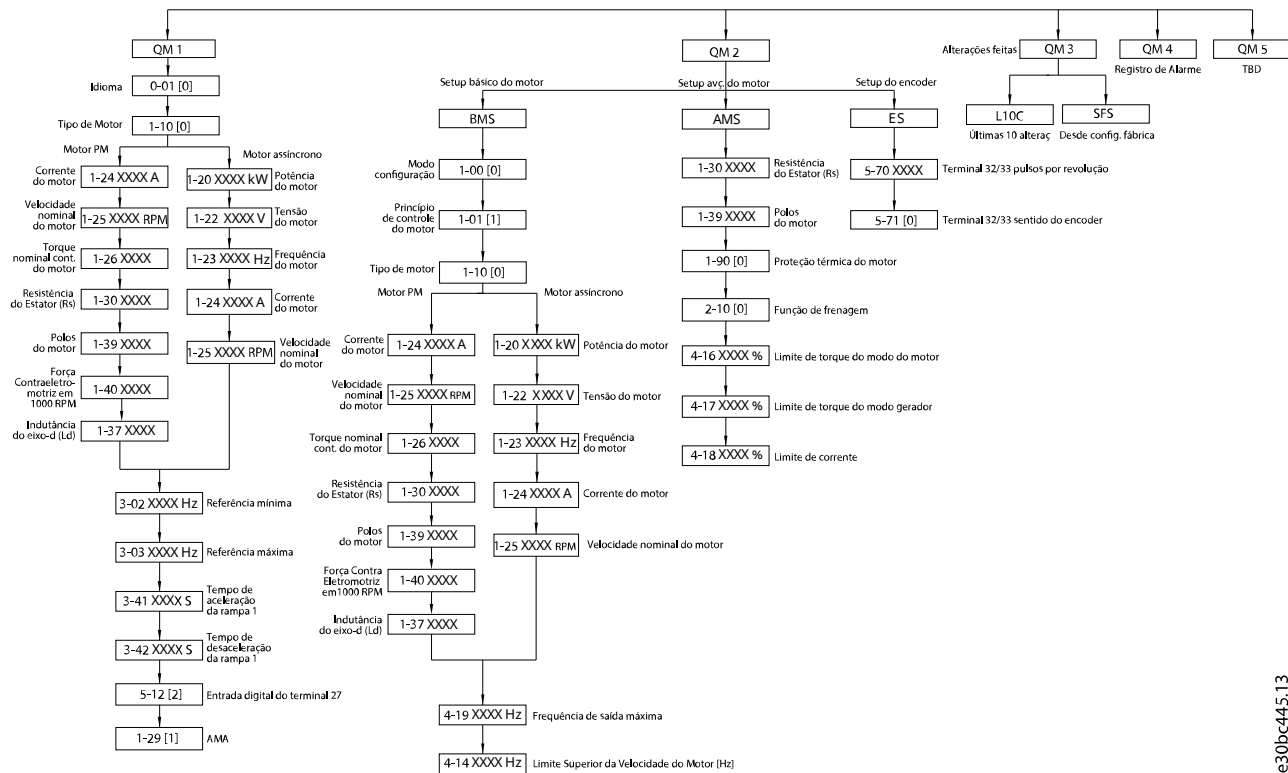 QM 1
QM 2
Alterações feitas
QM 3
QM 4
QM 5
Registro de Alarme
TBD
Idioma
0-01 [0]
Tipo de Motor
1-10 [0]
Motor PM
Motor assíncrono
Corrente
do motor
1-24 XXXX A
1-20 XXXX kW
Potência
do motor
Velocidade
nominal
do motor
1-25 XXXX RPM
1-22 XXXX V
Tensão do
motor
Torque
nominal cont.
do motor
1-26 XXXX
1-23 XXXX Hz
Frequência
do motor
Resistência
do Estator (Rs)
1-30 XXXX
1-24 XXXX A
Corrente
do motor
Polos
do motor
1-39 XXXX
1-25 XXXX RPM
Velocidade
nominal
do motor
Força
Contraeletro-
motriz em
1000 RPM
1-40 XXXX
Indutância
do eixo-d (Ld)
1-37 XXXX
3-02 XXXX Hz
Referência mínima
3-03 XXXX Hz
Referência máxima
3-41 XXXX S
Tempo de
aceleração
da rampa 1
3-42 XXXX S
Tempo de
desaceleração
da rampa 1
5-12 [2]
Entrada digital do terminal 27
1-29 [1]
AMA
Setup básico do motor
Setup avç. do motor
Setup do encoder
BMS
AMS
ES
Modo
configuração
1-00 [0]
Princípio
de controle
do motor
1-01 [1]
Tipo de motor
1-10 [0]
Motor PM
Motor assíncrono
Corrente
do motor
1-24 XXXX A
1-20 XXXX kW
Potência do motor
Velocidade
nominal
do motor
1-25 XXXX RPM
1-22 XXXX V
Tensão do motor
Torque nominal
cont. do motor
1-26 XXXX
1-23 XXXX Hz
Frequência
do motor
Resistência
do Estator (Rs)
1-30 XXXX
1-24 XXXX A
Corrente do motor
Polos
do motor
1-39 XXXX
1-25 XXXX RPM
Velocidade nominal do motor
Força Contra
Eletromotriz
em1000 RPM
1-40 XXXX
Indutância
do eixo-d (Ld)
1-37 XXXX
4-19 XXXX Hz
Frequência de saída máxima
4-14 XXXX Hz
Limite Superior da Velocidade do Motor [Hz]
1-30 XXXX
Resistência
do Estator (Rs)
1-39 XXXX
Polos
do motor
1-90 [0]
Proteção térmica do motor
2-10 [0]
Função de frenagem
4-16 XXXX %
Limite de torque do modo do motor
4-17 XXXX %
Limite de torque do modo gerador
4-18 XXXX %
Limite de corrente
5-70 XXXX
Terminal 32/33 pulsos por revolução
5-71 [0]
Terminal 32/33 sentido do encoder
L10C
SFS
Últimas 10 alteraç
Desde config. fábrica
e30bc445.13